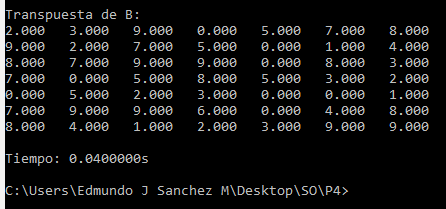 Transpuesta de B:
2.000 3.000 9.000 0.000 5.000 7.000 8.000
9.000 2.000 7.000 5.000 0.000 1.000 4.000
8.000 7.000 9.000 9.000 0.000 8.000 3.000
7.000 0.000 5.000 8.000 5.000 3.000 2.000
0.000 5.000 2.000 3.000 0.000 0.000 1.000
7.000 9.000 9.000 6.000 0.000 4.000 8.000
8.000 4.000 1.000 2.000 3.000 9.000 9.000
Tiempo: 0.0400000s
C:\Users\Edmundo J Sanchez M\Desktop\SO\P4>